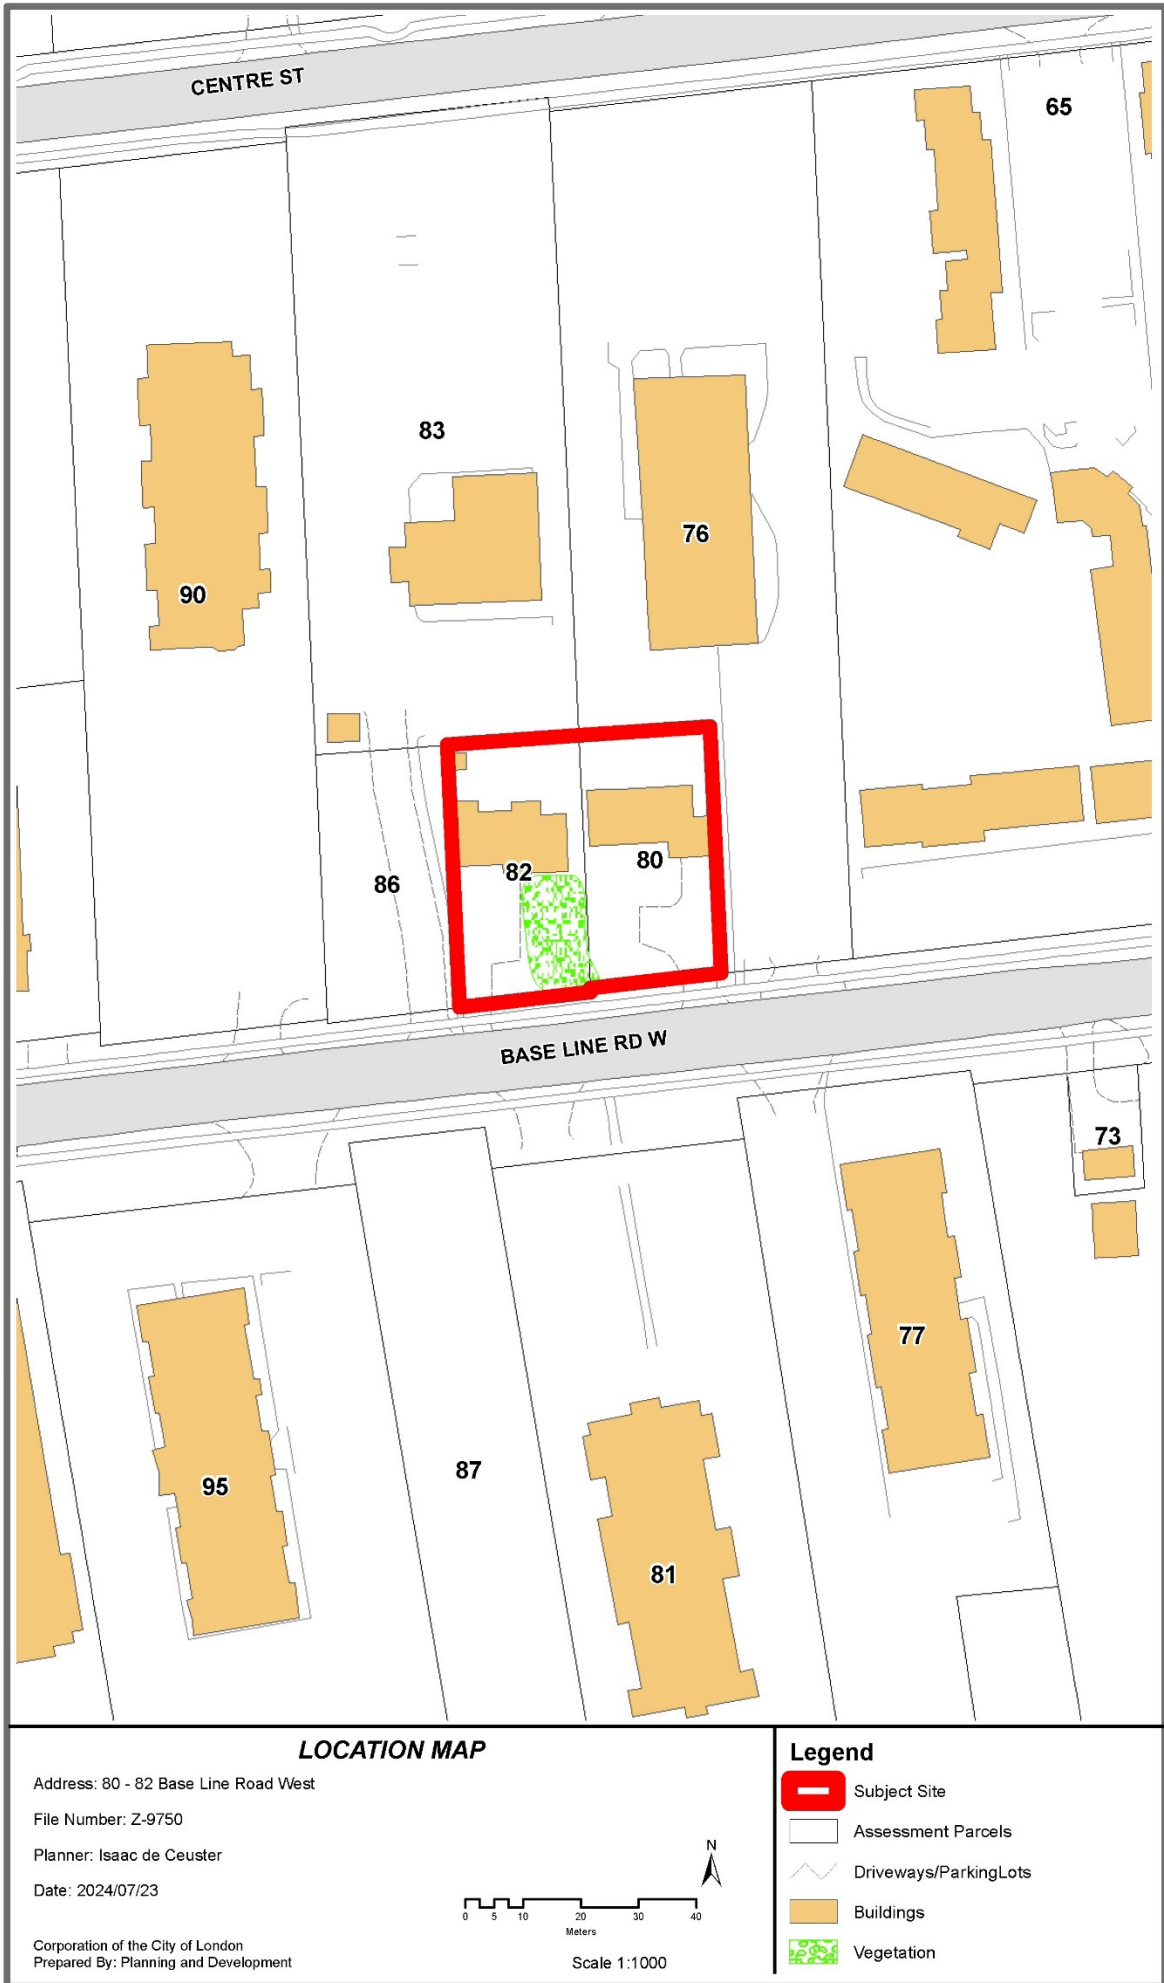 CENTRE ST
65
83
76
90
82
80
86
BASE LINE RD W
73
77
87
95
81
LOCATION MAP
Address: 80 - 82 Base Line Road West
File Number: Z-9750
Planner: Isaac de Ceuster
Date: 2024/07/23
Corporation of the City of London
Prepared By: Planning and Development
N
0 5 10 20 30 40
Meters
Scale 1:1000
Legend
Subject Site
Assessment Parcels
Driveways/ParkingLots
Buildings
Vegetation